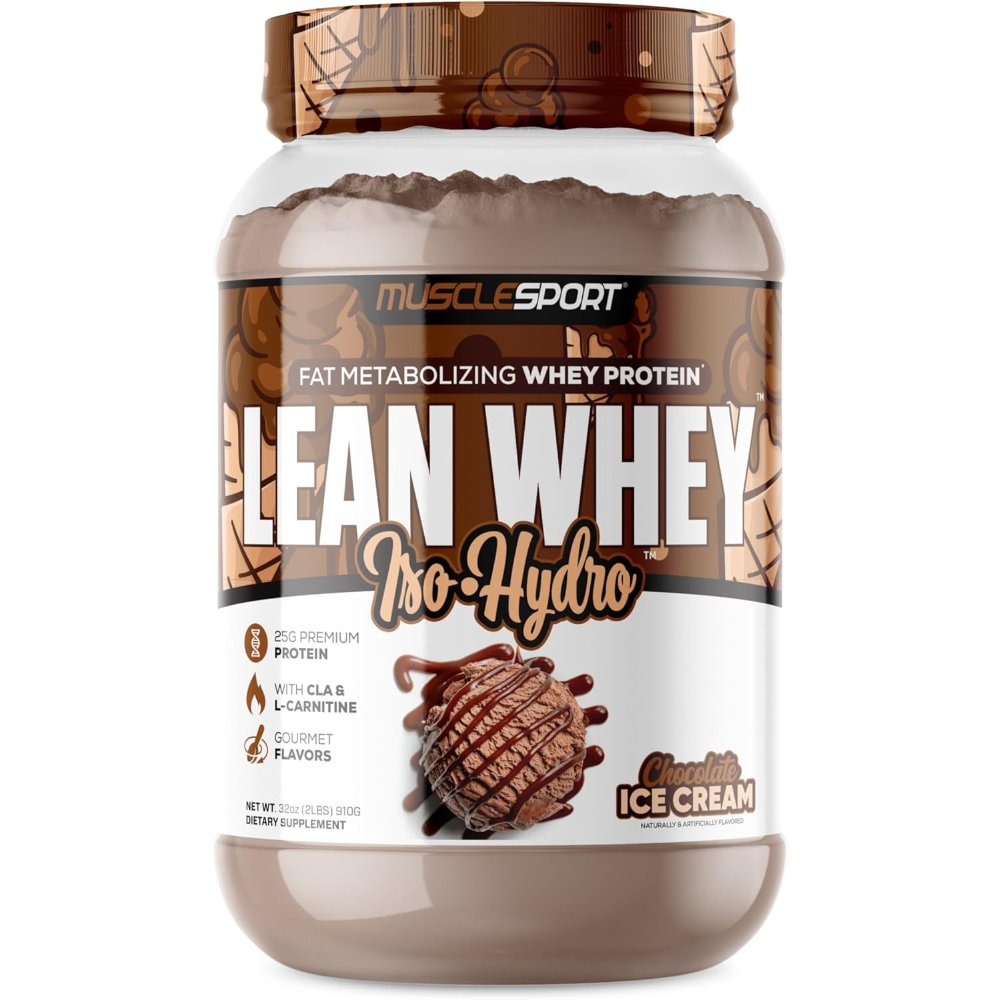 MUSCLESPORT®
FAT METABOLIZING WHEY PROTEIN*
LEAN WHEY™
Iso•Hydro™
25G PREMIUM
PROTEIN
WITH CLA &
L-CARNITINE
GOURMET
FLAVORS
NET WT. 32oz (2LBS) 910G
DIETARY SUPPLEMENT
Chocolate
ICE CREAM
NATURALLY & ARTIFICIALLY FLAVORED